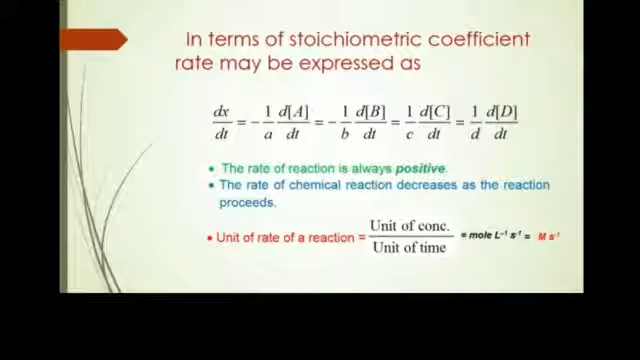 In terms of stoichiometric coefficient
rate may be expressed as
dx/dt = - 1/a d[A]/dt = - 1/b d[B]/dt = 1/c d[C]/dt = 1/d d[D]/dt
• The rate of reaction is always positive.
• The rate of chemical reaction decreases as the reaction
proceeds.
• Unit of rate of a reaction = Unit of conc. / Unit of time = mole L⁻¹ s⁻¹ = M s⁻¹